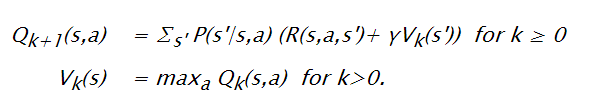 Qk+1(s,a) = Σs' P(s'|s,a) (R(s,a,s')+ γVk(s')) for k ≥ 0
Vk(s) = maxa Qk(s,a) for k>0.